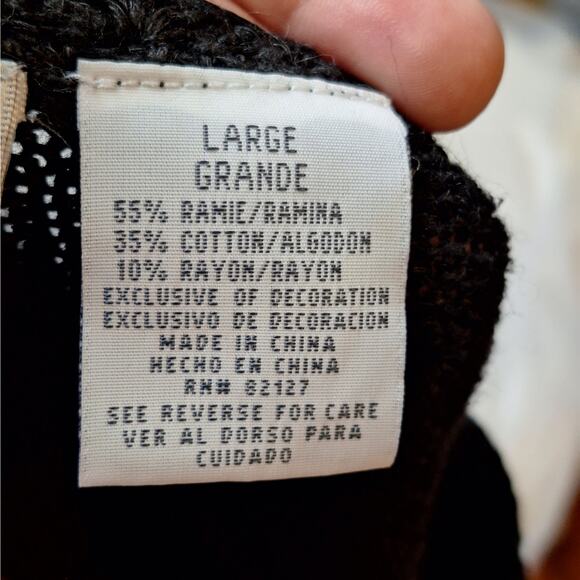 LARGE
GRANDE
55% RAMIE/RAMINA
35% COTTON/ALGODON
10% RAYON/RAYON
EXCLUSIVE OF DECORATION
EXCLUSIVO DE DECORACION
MADE IN CHINA
HECHO EN CHINA
RN# 82127
SEE REVERSE FOR CARE
VER AL DORSO PARA
CUIDADO